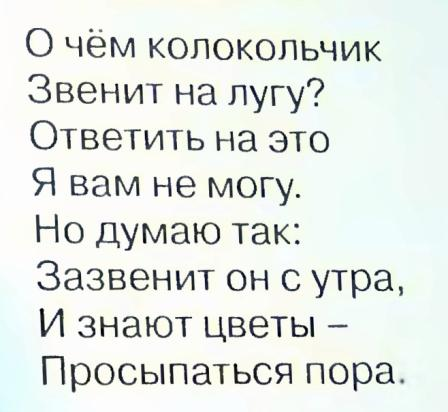 О чём колокольчик
Звенит на лугу?
Ответить на это
Я вам не могу.
Но думаю так:
Зазвенит он с утра,
И знают цветы –
Просыпаться пора.